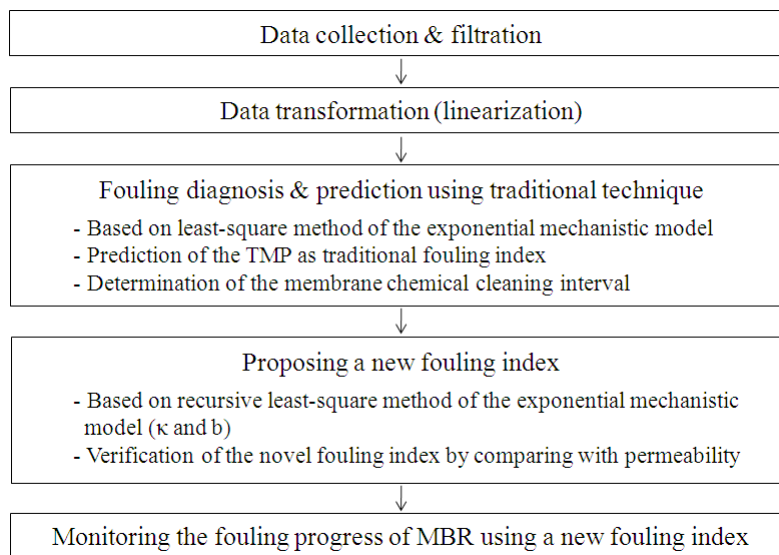 Data collection & filtration
Data transformation (linearization)
Fouling diagnosis & prediction using traditional technique
- Based on least-square method of the exponential mechanistic model
- Prediction of the TMP as traditional fouling index
- Determination of the membrane chemical cleaning interval
Proposing a new fouling index
- Based on recursive least-square method of the exponential mechanistic
model (κ and b)
- Verification of the novel fouling index by comparing with permeability
Monitoring the fouling progress of MBR using a new fouling index